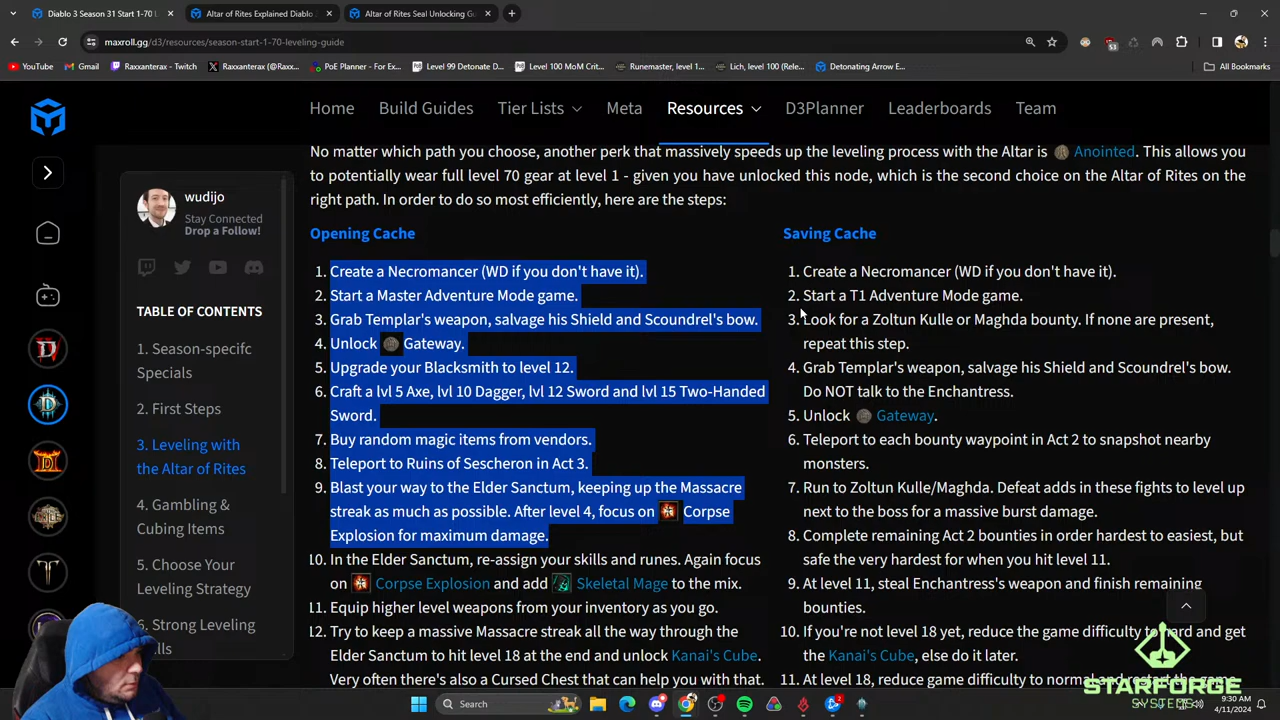 Diablo 3 Season 31 Start 1-70 L
Altar of Rites Explained Diablo
Altar of Rites Seal Unlocking Gu
maxroll.gg/d3/resources/season-start-1-70-leveling-guide
53
YouTube
Gmail
Raxxanterax - Twitch
Raxxanterax (@Raxx...
PoE Planner - For Ex...
Level 99 Detonate D...
Level 100 MoM Crit...
Runemaster, level 1...
Lich, level 100 (Rele...
Detonating Arrow E...
All Bookmarks
Home
Build Guides
Tier Lists
Meta
Resources
D3Planner
Leaderboards
Team
wudijo
Stay Connected
Drop a Follow!
TABLE OF CONTENTS
1. Season-specifc
Specials
2. First Steps
3. Leveling with
the Altar of Rites
4. Gambling &
Cubing Items
5. Choose Your
Leveling Strategy
6. Strong Leveling
No matter which path you choose, another perk that massively speeds up the leveling process with the Altar is Anointed. This allows you
to potentially wear full level 70 gear at level 1 - given you have unlocked this node, which is the second choice on the Altar of Rites on the
right path. In order to do so most efficiently, here are the steps:
Opening Cache
1. Create a Necromancer (WD if you don't have it).
2. Start a Master Adventure Mode game.
3. Grab Templar's weapon, salvage his Shield and Scoundrel's bow.
4. Unlock Gateway.
5. Upgrade your Blacksmith to level 12.
6. Craft a lvl 5 Axe, lvl 10 Dagger, lvl 12 Sword and lvl 15 Two-Handed
Sword.
7. Buy random magic items from vendors.
8. Teleport to Ruins of Sescheron in Act 3.
9. Blast your way to the Elder Sanctum, keeping up the Massacre
streak as much as possible. After level 4, focus on Corpse
Explosion for maximum damage.
10. In the Elder Sanctum, re-assign your skills and runes. Again focus
on Corpse Explosion and add Skeletal Mage to the mix.
11. Equip higher level weapons from your inventory as you go.
12. Try to keep a massive Massacre streak all the way through the
Elder Sanctum to hit level 18 at the end and unlock Kanai's Cube.
Very often there's also a Cursed Chest that can help you with that.
Saving Cache
1. Create a Necromancer (WD if you don't have it).
2. Start a T1 Adventure Mode game.
3. Look for a Zoltun Kulle or Maghda bounty. If none are present,
repeat this step.
4. Grab Templar's weapon, salvage his Shield and Scoundrel's bow.
Do NOT talk to the Enchantress.
5. Unlock Gateway.
6. Teleport to each bounty waypoint in Act 2 to snapshot nearby
monsters.
7. Run to Zoltun Kulle/Maghda. Defeat adds in these fights to level up
next to the boss for a massive burst damage.
8. Complete remaining Act 2 bounties in order hardest to easiest, but
safe the very hardest for when you hit level 11.
9. At level 11, steal Enchantress's weapon and finish remaining
bounties.
10. If you're not level 18 yet, reduce the game difficulty to hard and get
the Kanai's Cube, else do it later.
11. At level 18, reduce game difficulty to normal and restart the game
STARFORGE
SYSTEMS
Search
9:30 AM
4/11/2024